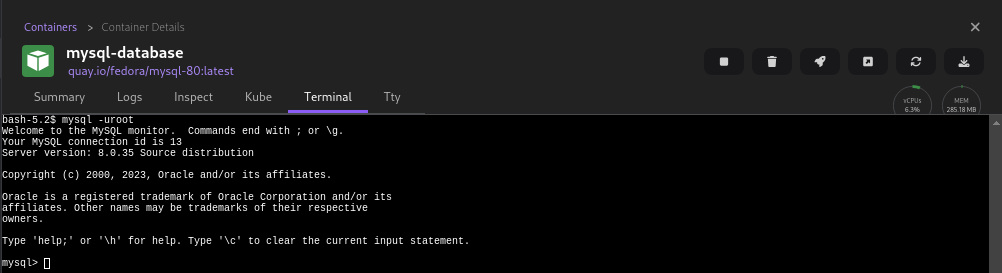 Containers > Container Details
mysql-database
quay.io/fedora/mysql-80:latest
Summary Logs Inspect Kube Terminal Tty
vCPUs
6.3%
MEM
285.18 MB
bash-5.2$ mysql -uroot
Welcome to the MySQL monitor.  Commands end with ; or \g.
Your MySQL connection id is 13
Server version: 8.0.35 Source distribution
Copyright (c) 2000, 2023, Oracle and/or its affiliates.
Oracle is a registered trademark of Oracle Corporation and/or its
affiliates. Other names may be trademarks of their respective
owners.
Type 'help;' or '\h' for help. Type '\c' to clear the current input statement.
mysql>